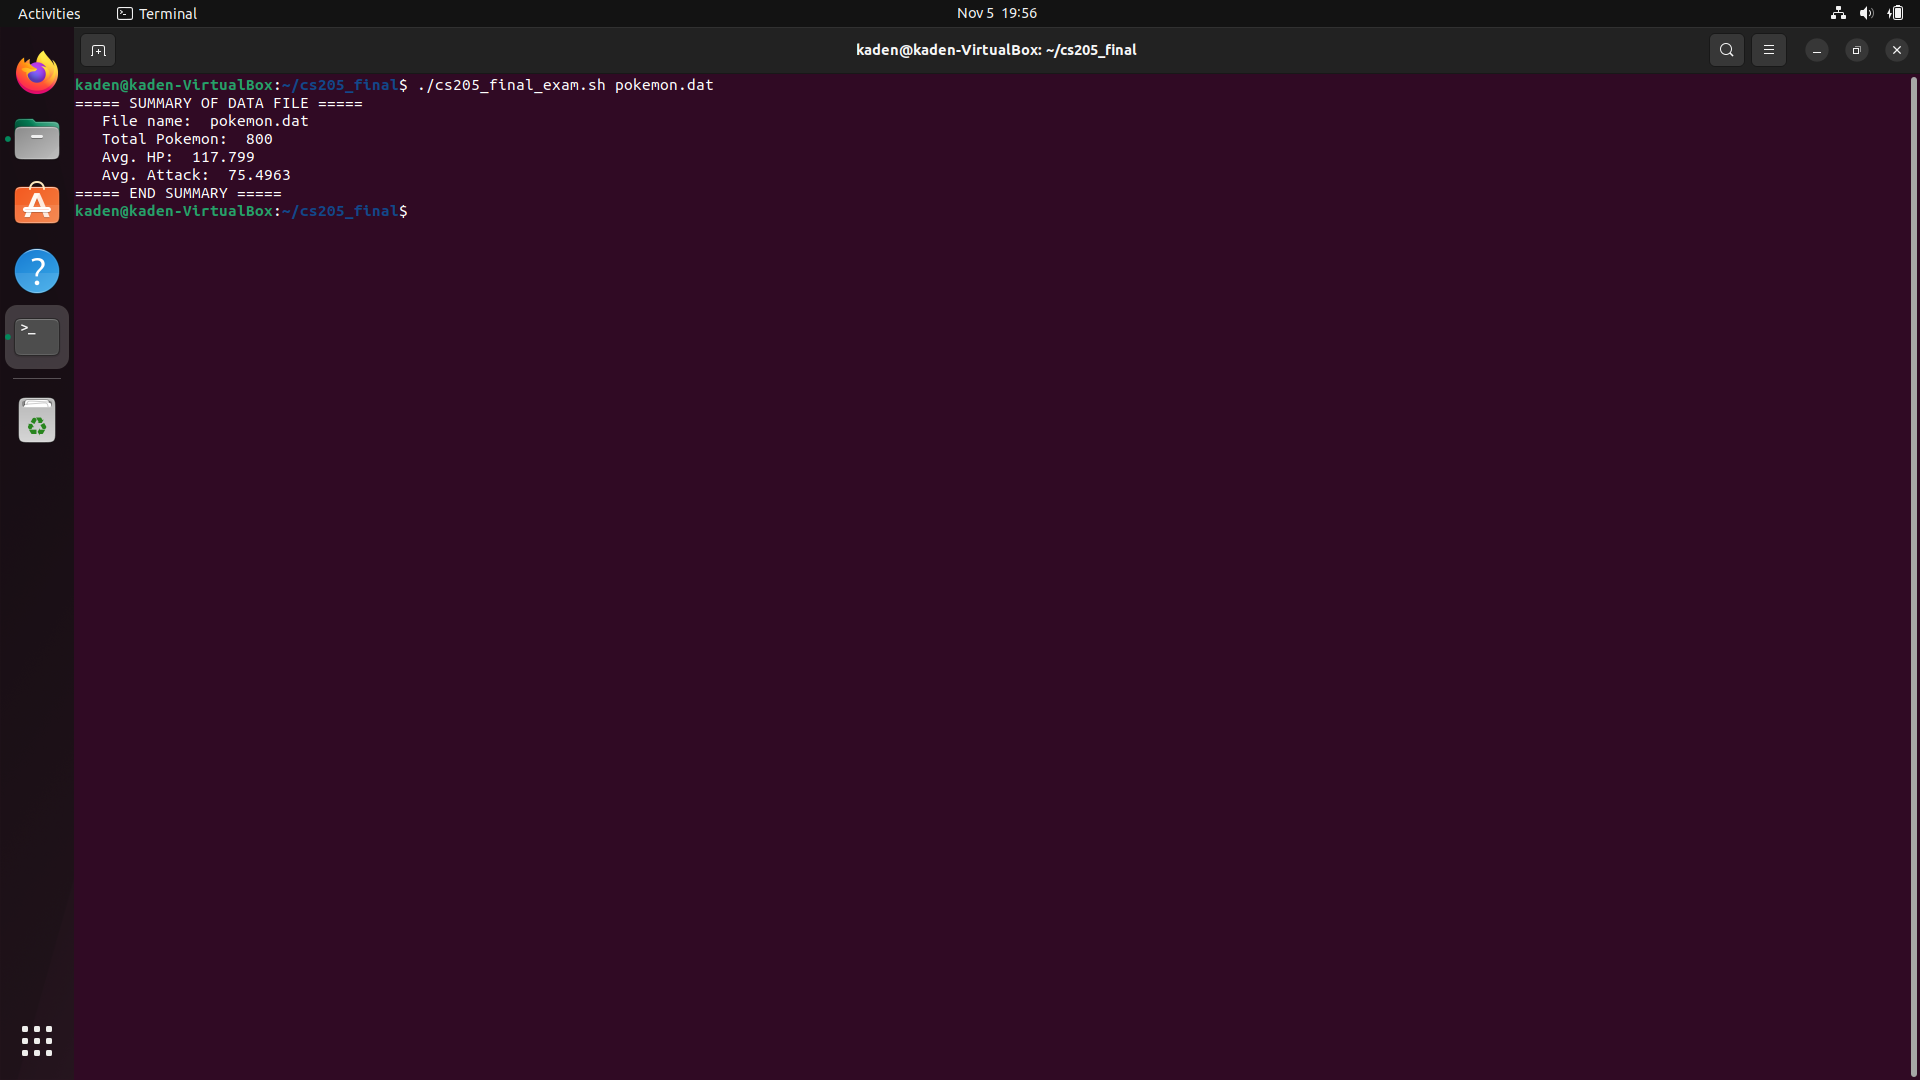 Activities
Terminal
Nov 5 19:56
kaden@kaden-VirtualBox: ~/cs205_final
kaden@kaden-VirtualBox:~/cs205_final$ ./cs205_final_exam.sh pokemon.dat
===== SUMMARY OF DATA FILE =====
   File name:  pokemon.dat
   Total Pokemon:  800
   Avg. HP:  117.799
   Avg. Attack:  75.4963
===== END SUMMARY =====
kaden@kaden-VirtualBox:~/cs205_final$